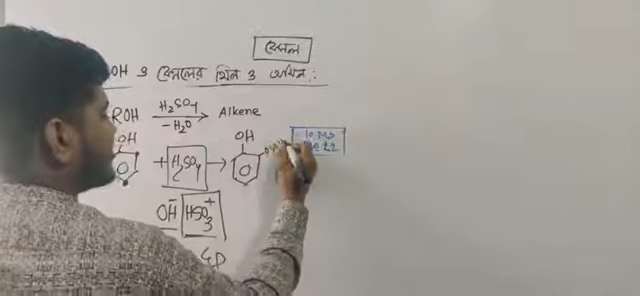 ফেনল
OH ও ফেনলের মিল ও অমিল:
ROH H₂SO₄ -H₂O → Alkene
OH + H₂SO₄ → OH
OH⁻ HSO₃⁺